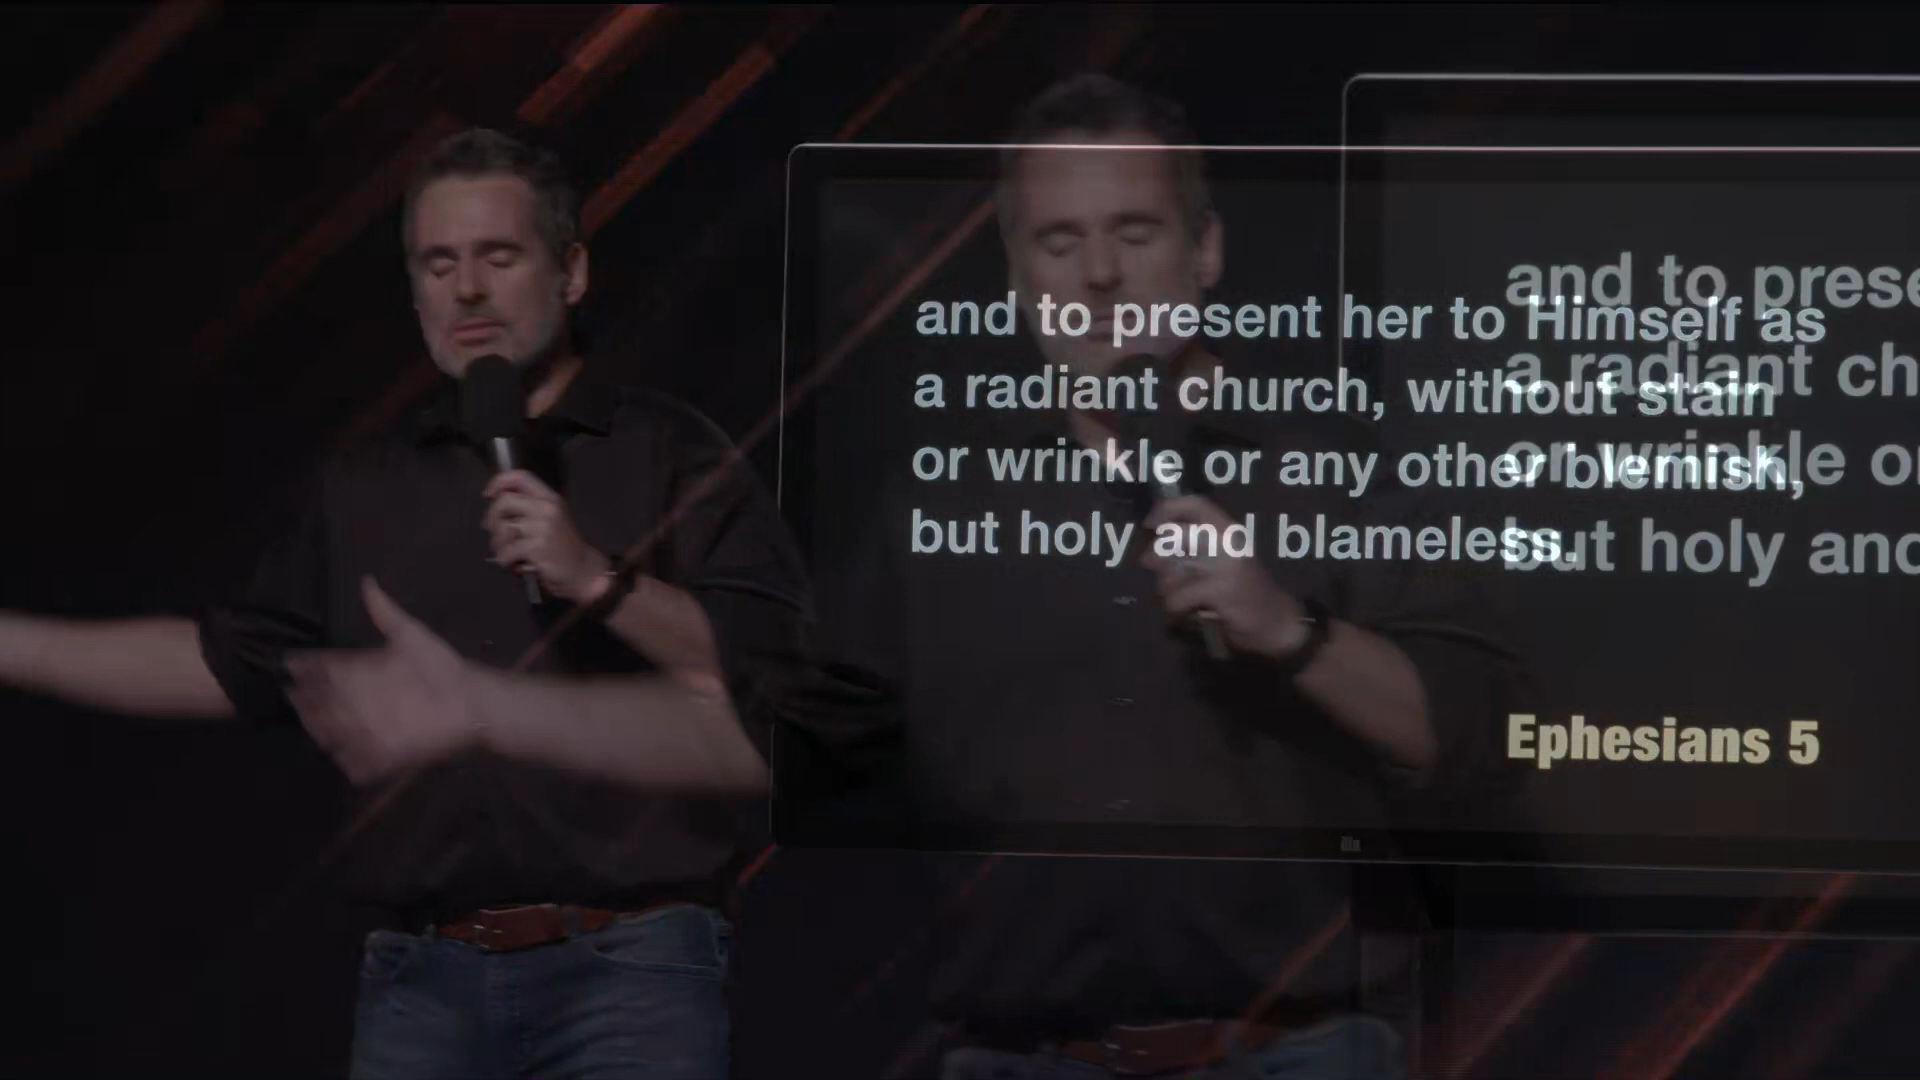 and to present her to Himself as
a radiant church, without stain
or wrinkle or any other blemish,
but holy and blameless.
and to prese
a radiant ch
or wrinkle o
but holy and
Ephesians 5